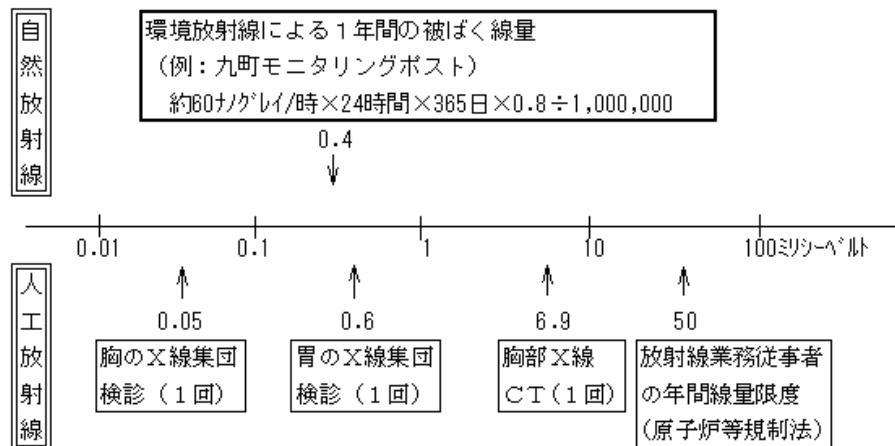 自然放射線
環境放射線による1年間の被ばく線量
(例:九町モニタリングポスト)
約60ナノグレイ/時×24時間×365日×0.8÷1,000,000
0.4
0.01 0.1 1 10 100ミリシーベルト
人工放射線
0.05 0.6 6.9 50
胸のX線集団
検診(1回)
胃のX線集団
検診(1回)
胸部X線
CT(1回)
放射線業務従事者
の年間線量限度
(原子炉等規制法)